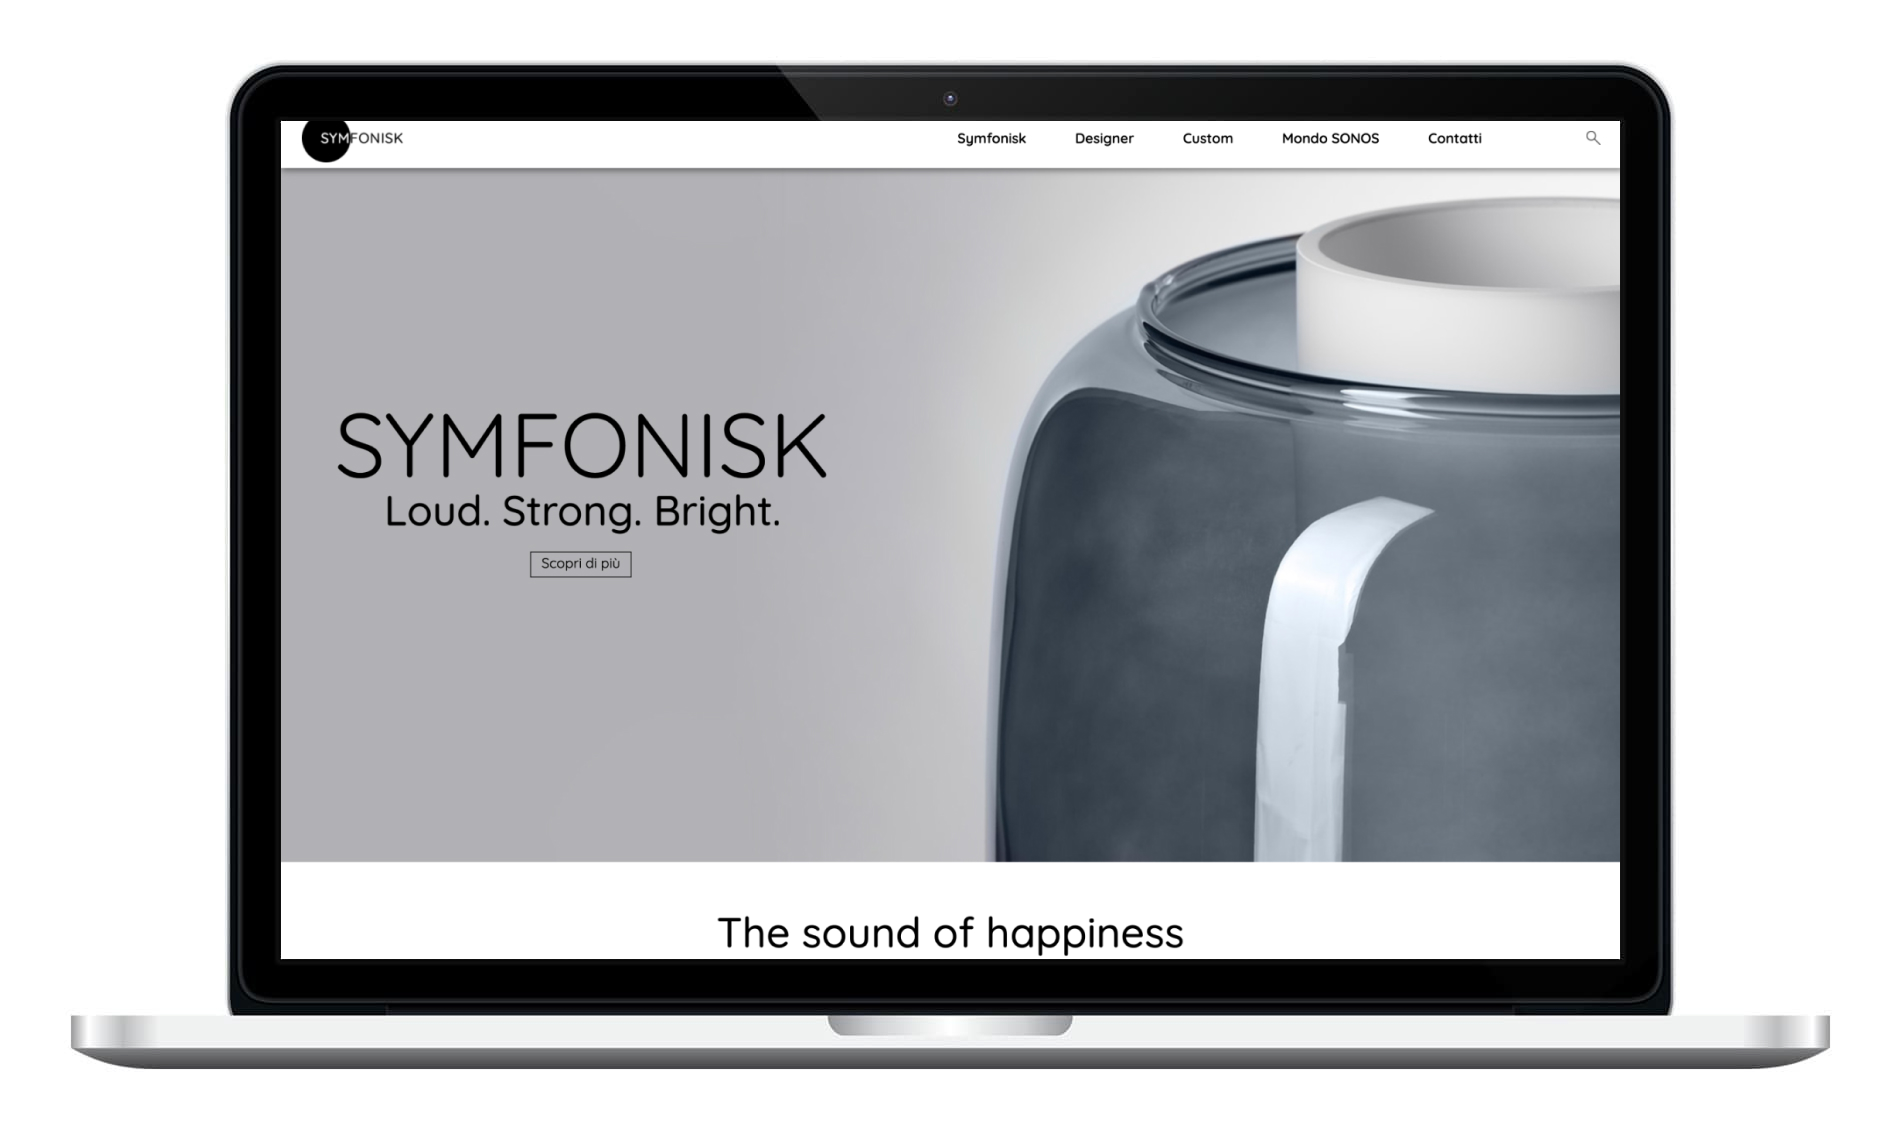 SYMFONISK
Symfonisk Designer Custom Mondo SONOS Contatti
SYMFONISK
Loud. Strong. Bright.
Scopri di più
The sound of happiness